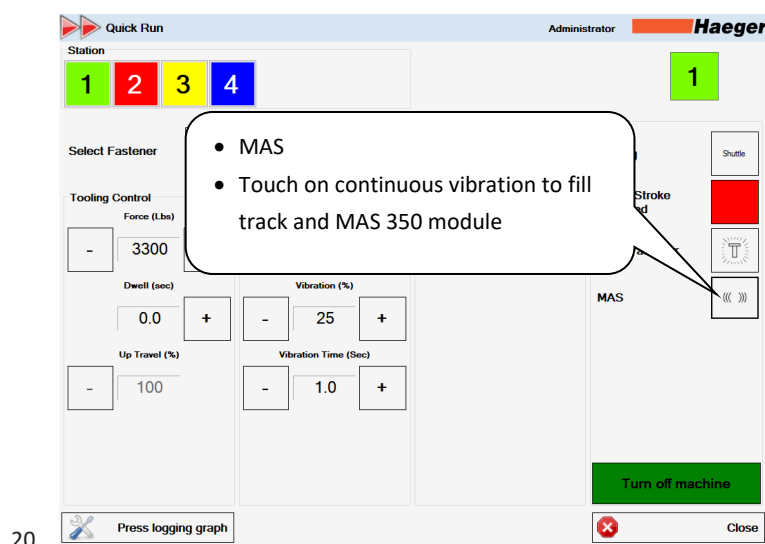 Quick Run
Administrator
Haeger
Station
1
2
3
4
1
Select Fastener
• MAS
• Touch on continuous vibration to fill
track and MAS 350 module
Shuttle
Stroke
Tooling Control
Force (Lbs)
-
3300
Dwell (sec)
0.0
+
Vibration (%)
-
25
+
MAS
((( )))
Up Travel (%)
-
100
Vibration Time (Sec)
-
1.0
+
T
Turn off machine
Press logging graph
Close
20